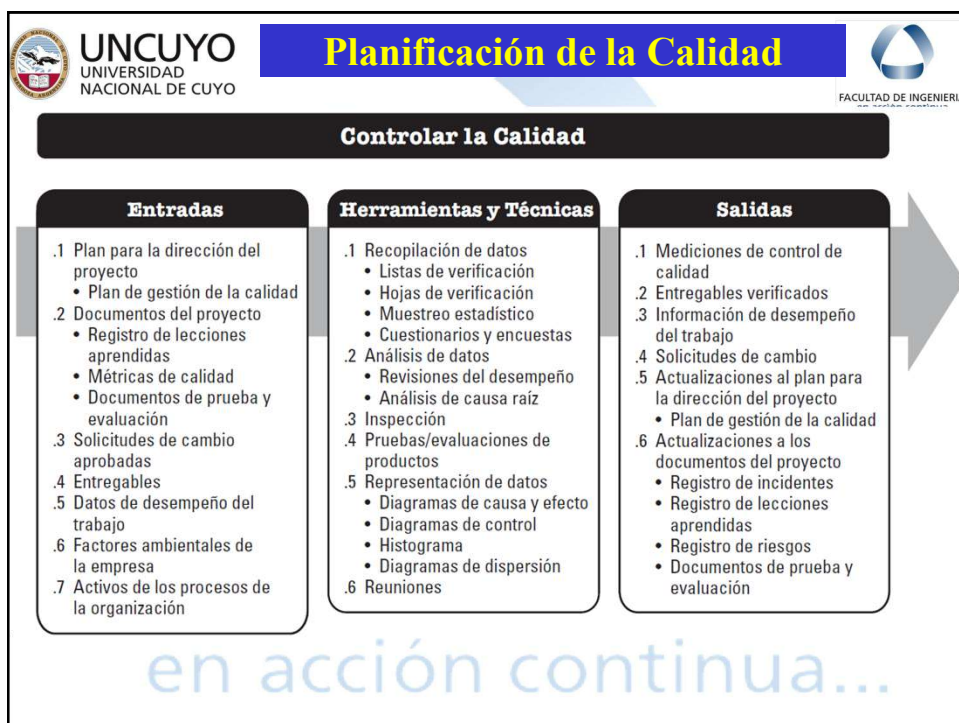 UNCUYO
UNIVERSIDAD
NACIONAL DE CUYO
Planificación de la Calidad
FACULTAD DE INGENIERIA
en acción continua
Controlar la Calidad
Entradas
.1 Plan para la dirección del
proyecto
• Plan de gestión de la calidad
.2 Documentos del proyecto
• Registro de lecciones
aprendidas
• Métricas de calidad
• Documentos de prueba y
evaluación
.3 Solicitudes de cambio
aprobadas
.4 Entregables
.5 Datos de desempeño del
trabajo
.6 Factores ambientales de
la empresa
.7 Activos de los procesos de
la organización
Herramientas y Técnicas
.1 Recopilación de datos
• Listas de verificación
• Hojas de verificación
• Muestreo estadístico
• Cuestionarios y encuestas
.2 Análisis de datos
• Revisiones del desempeño
• Análisis de causa raíz
.3 Inspección
.4 Pruebas/evaluaciones de
productos
.5 Representación de datos
• Diagramas de causa y efecto
• Diagramas de control
• Histograma
• Diagramas de dispersión
.6 Reuniones
Salidas
.1 Mediciones de control de
calidad
.2 Entregables verificados
.3 Información de desempeño
del trabajo
.4 Solicitudes de cambio
.5 Actualizaciones al plan para
la dirección del proyecto
• Plan de gestión de la calidad
.6 Actualizaciones a los
documentos del proyecto
• Registro de incidentes
• Registro de lecciones
aprendidas
• Registro de riesgos
• Documentos de prueba y
evaluación
en acción continua...